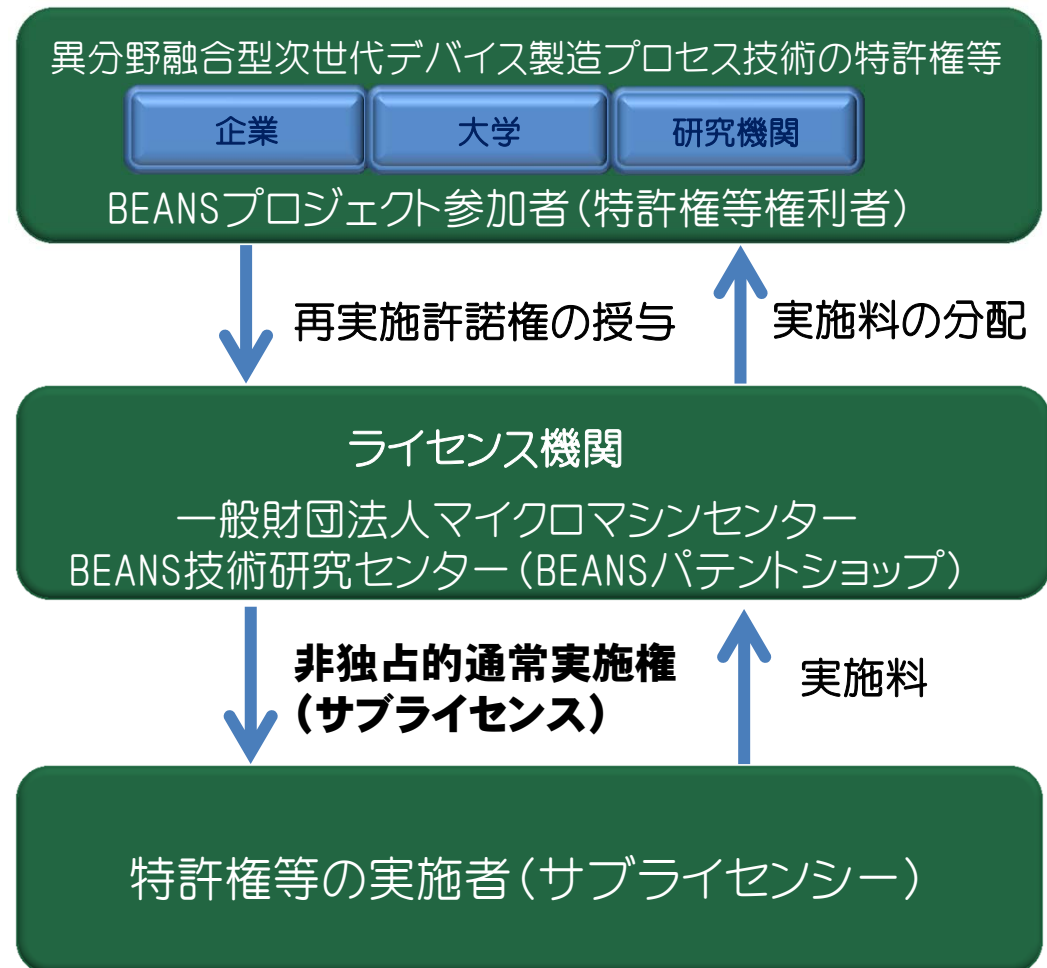 異分野融合型次世代デバイス製造プロセス技術の特許権等
企業
大学
研究機関
BEANSプロジェクト参加者(特許権等権利者)
再実施許諾権の授与
実施料の分配
ライセンス機関
一般財団法人マイクロマシンセンター
BEANS技術研究センター(BEANSパテントショップ)
非独占的通常実施権
(サブライセンス)
実施料
特許権等の実施者(サブライセンシー)